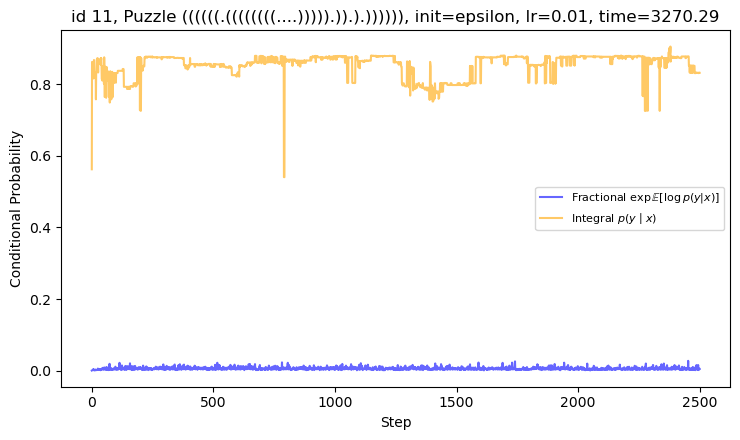 id 11, Puzzle ((((((.((((((((....))))).)).).)))))), init=epsilon, lr=0.01, time=3270.29
Conditional Probability
0.8
0.6
0.4
0.2
0.0
Fractional exp𝔼[log p(y|x)]
Integral p(y | x)
0
500
1000
1500
2000
2500
Step